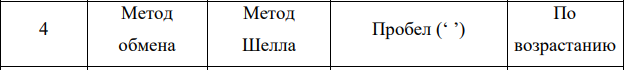 4
Метод
обмена
Метод
Шелла
Пробел (‘ ’)
По
возрастанию